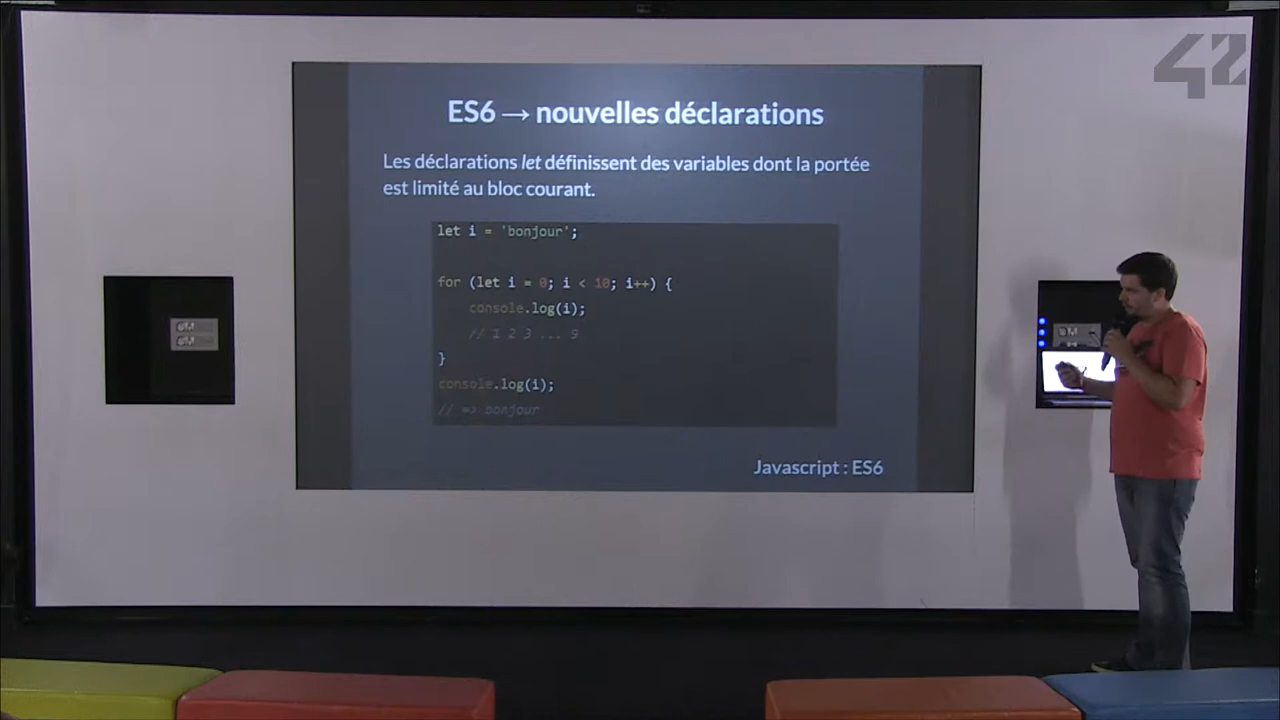 42
ES6 → nouvelles déclarations
Les déclarations let définissent des variables dont la portée
est limité au bloc courant.
let i = 'bonjour';
for (let i = 0; i < 10; i++) {
console.log(i);
// 1 2 3 ... 9
}
console.log(i);
// => bonjour
Javascript : ES6